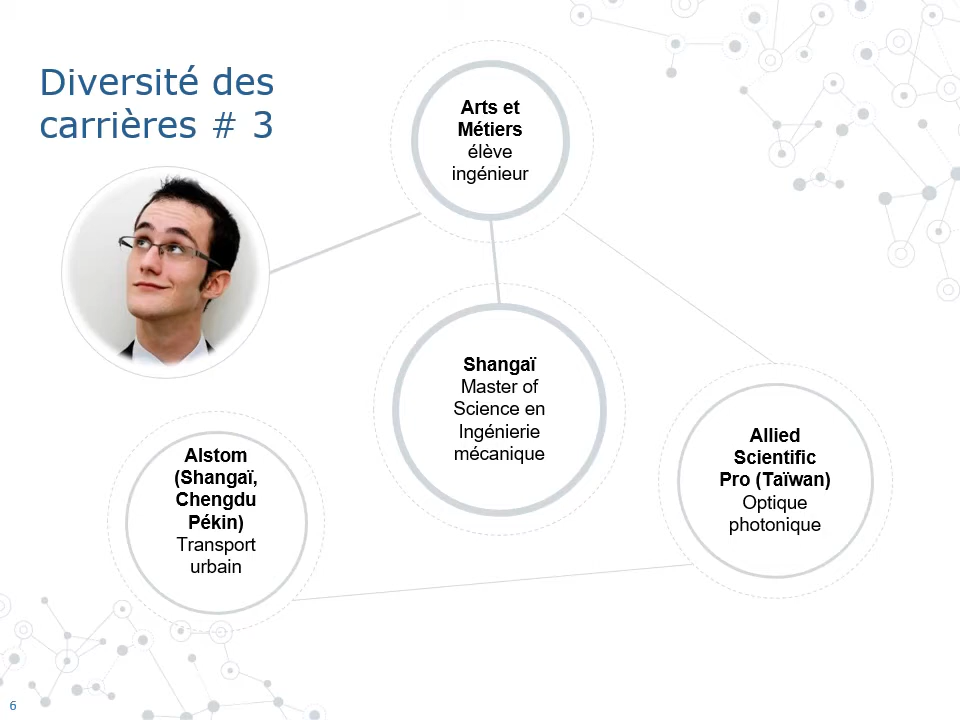 Diversité des
carrières # 3
Arts et
Métiers
élève
ingénieur
Shangaï
Master of
Science en
Ingénierie
mécanique
Allied
Scientific
Pro (Taïwan)
Optique
photonique
Alstom
(Shangaï,
Chengdu
Pékin)
Transport
urbain
6